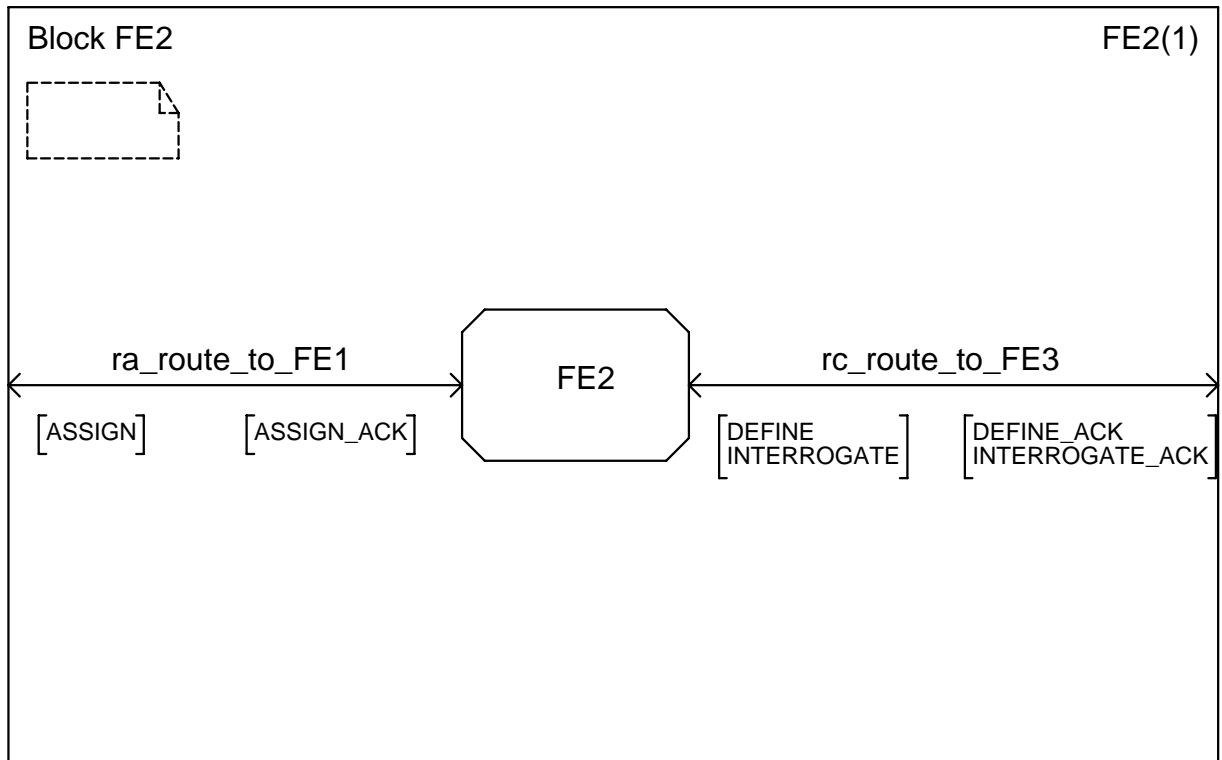 Block FE2
FE2(1)
ra_route_to_FE1
FE2
rc_route_to_FE3
[ASSIGN]
[ASSIGN_ACK]
[DEFINE
INTERROGATE]
[DEFINE_ACK
INTERROGATE_ACK]